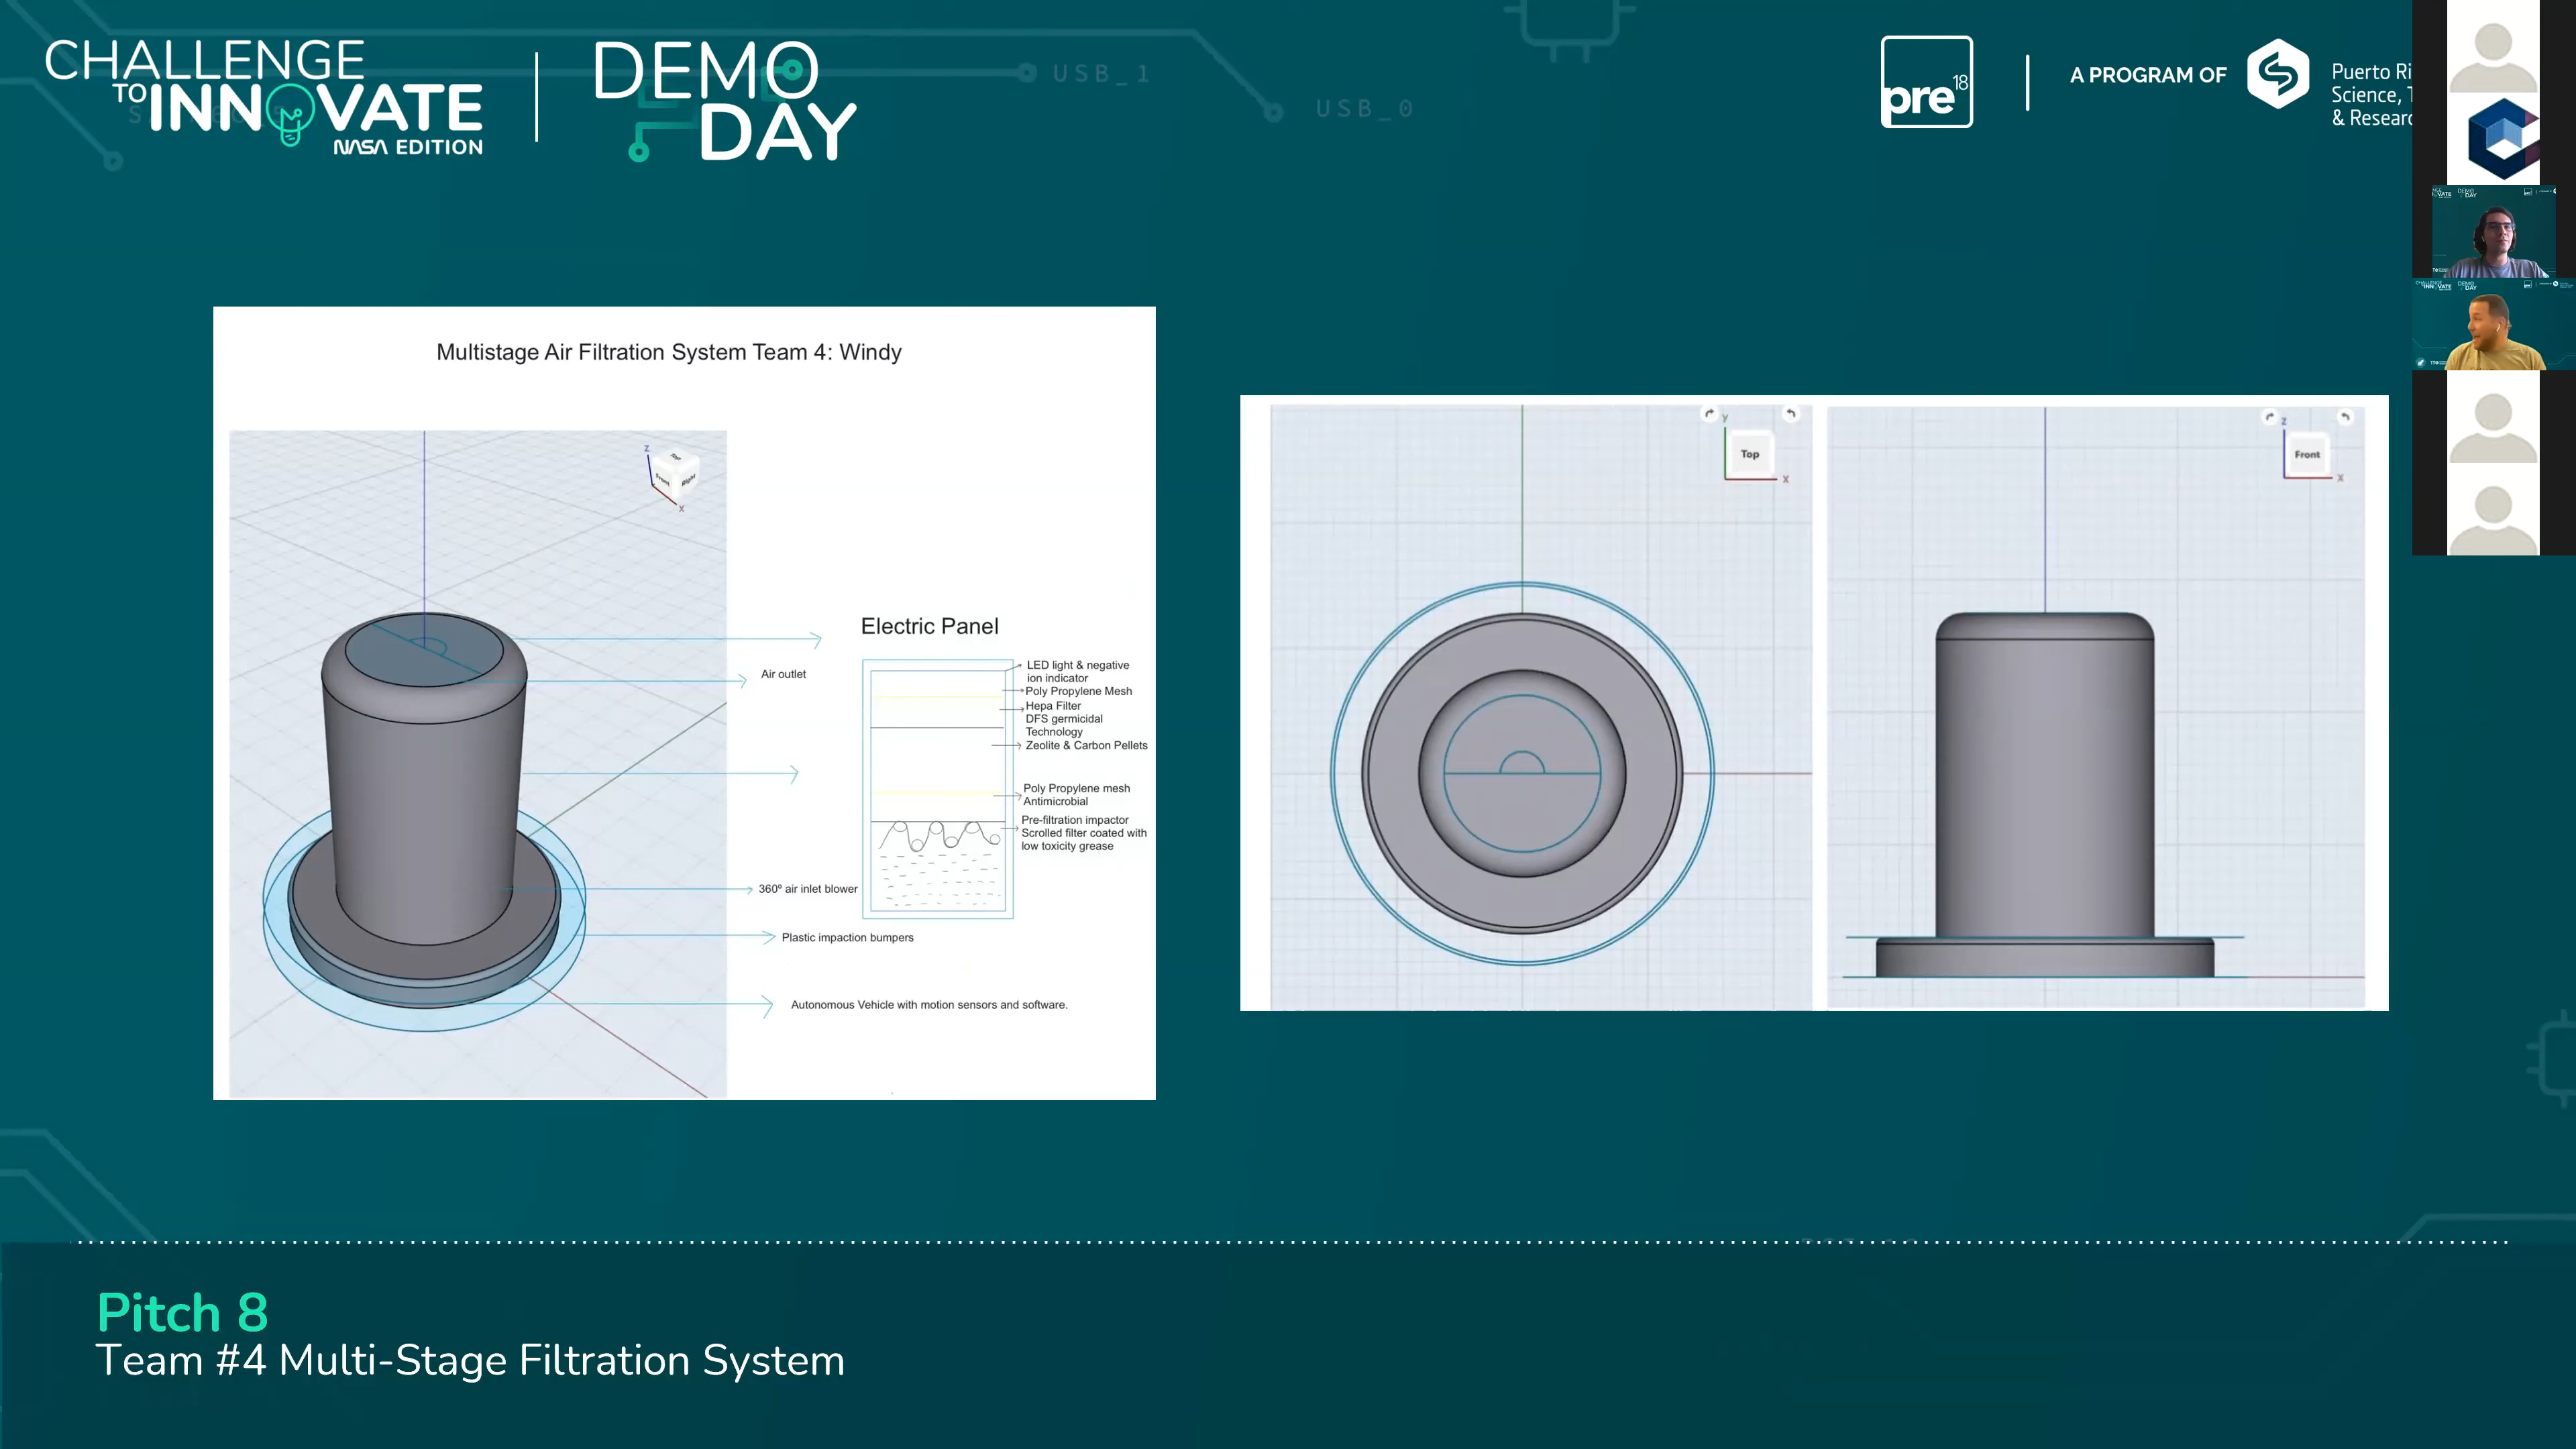 CHALLENGE
TO INNOVATE
NASA EDITION
DEMO
DAY
USB_1
USB_0
pre18
A PROGRAM OF
Puerto Ri
Science, T
& Researc
Multistage Air Filtration System Team 4: Windy
Z
Top
Front
Right
X
Air outlet
360º air inlet blower
Plastic impaction bumpers
Autonomous Vehicle with motion sensors and software.
Electric Panel
LED light & negative
ion indicator
Poly Propylene Mesh
Hepa Filter
DFS germicidal
Technology
Zeolite & Carbon Pellets
Poly Propylene mesh
Antimicrobial
Pre-filtration impactor
Scrolled filter coated with
low toxicity grease
y
Top
x
z
Front
x
Pitch 8
Team #4 Multi-Stage Filtration System